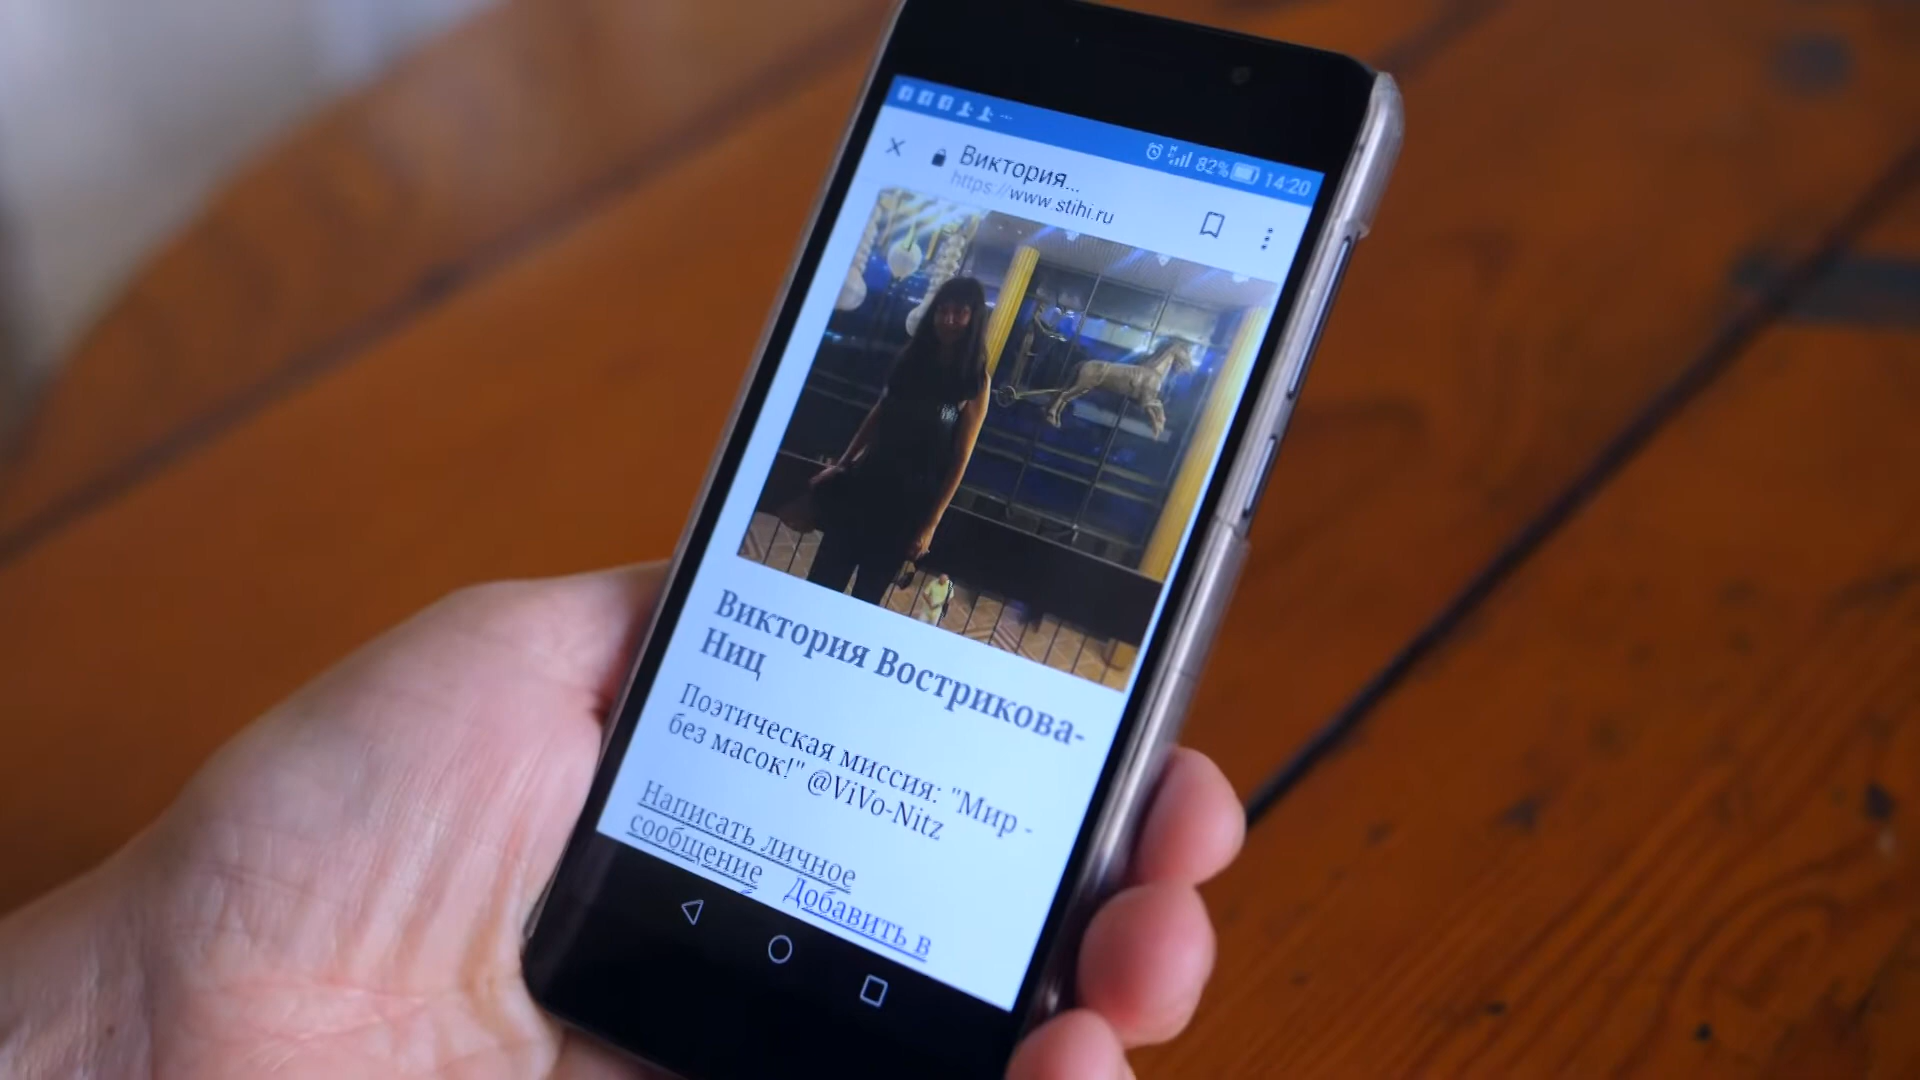 82% 14:20
Виктория...
https://www.stihi.ru
Виктория Вострикова-
Ниц
Поэтическая миссия: "Мир -
без масок!" @ViVo-Nitz
Написать личное
сообщение Добавить в